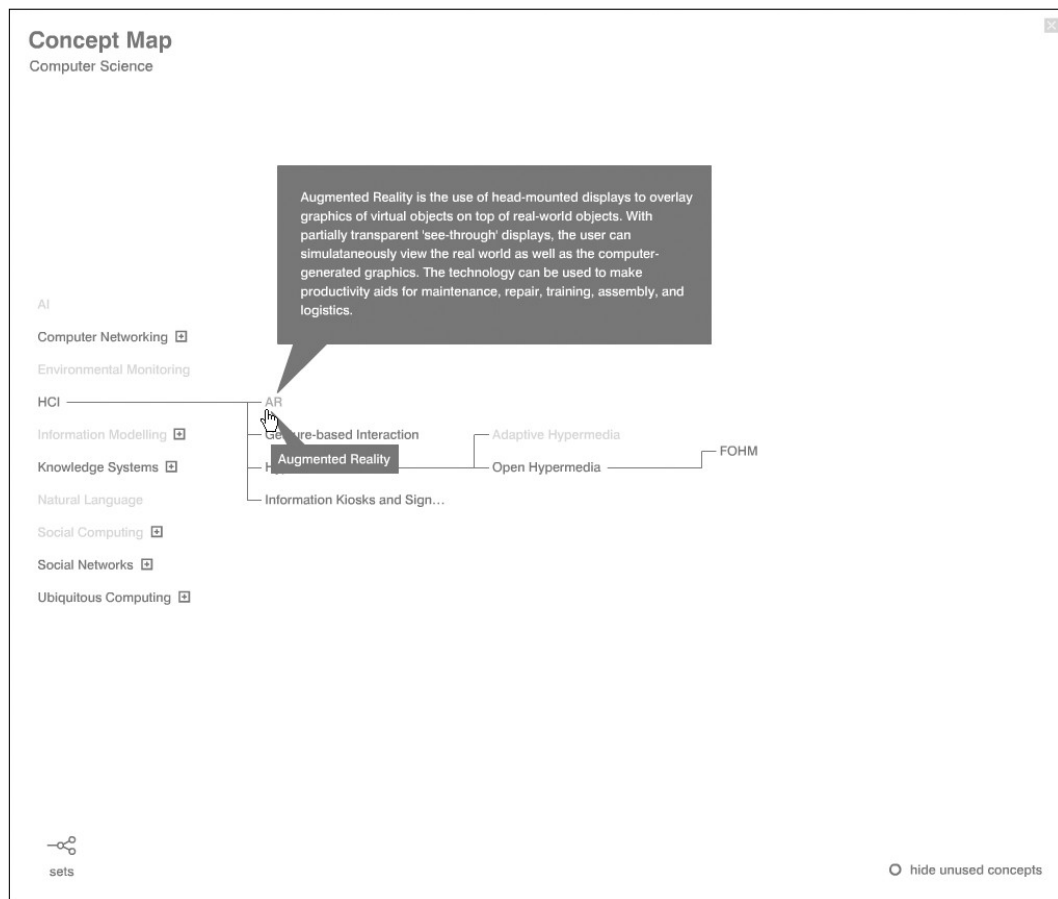 Concept Map
Computer Science
Augmented Reality is the use of head-mounted displays to overlay
graphics of virtual objects on top of real-world objects. With
partially transparent 'see-through' displays, the user can
simulataneously view the real world as well as the computer-
generated graphics. The technology can be used to make
productivity aids for maintenance, repair, training, assembly, and
logistics.
AI
Computer Networking
Environmental Monitoring
HCI
AR
Information Modelling
Interaction
Adaptive Hypermedia
FOHM
Knowledge Systems
Augmented Reality
Open Hypermedia
Natural Language
Information Kiosks and Sign…
Social Computing
Social Networks
Ubiquitous Computing
sets
hide unused concepts